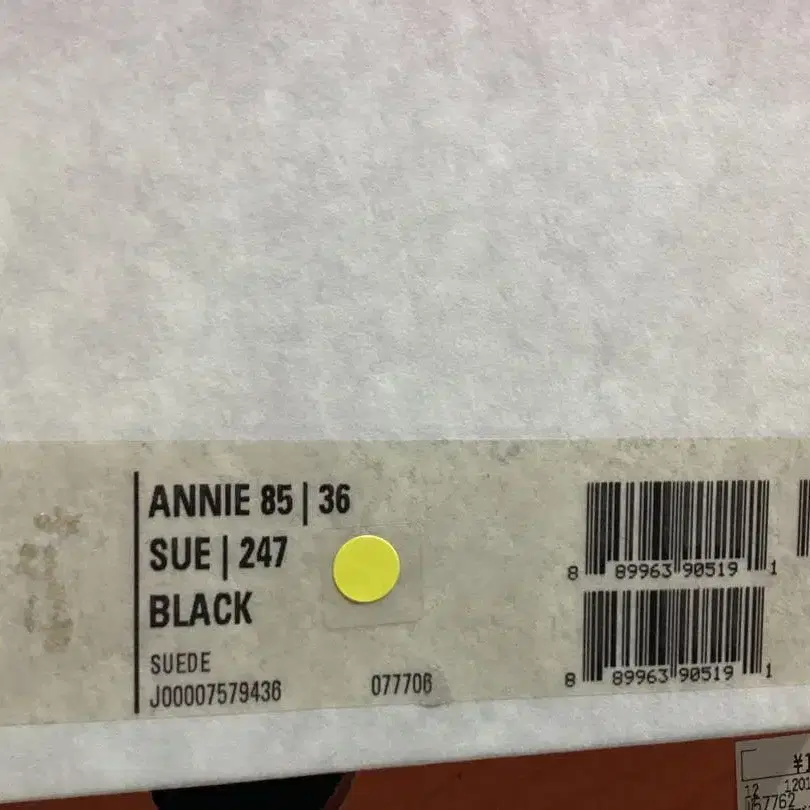 ANNIE 85 | 36
SUE | 247
BLACK
SUEDE
J00007579436
077706
8 89963 90519 1
8 89963 90519 1